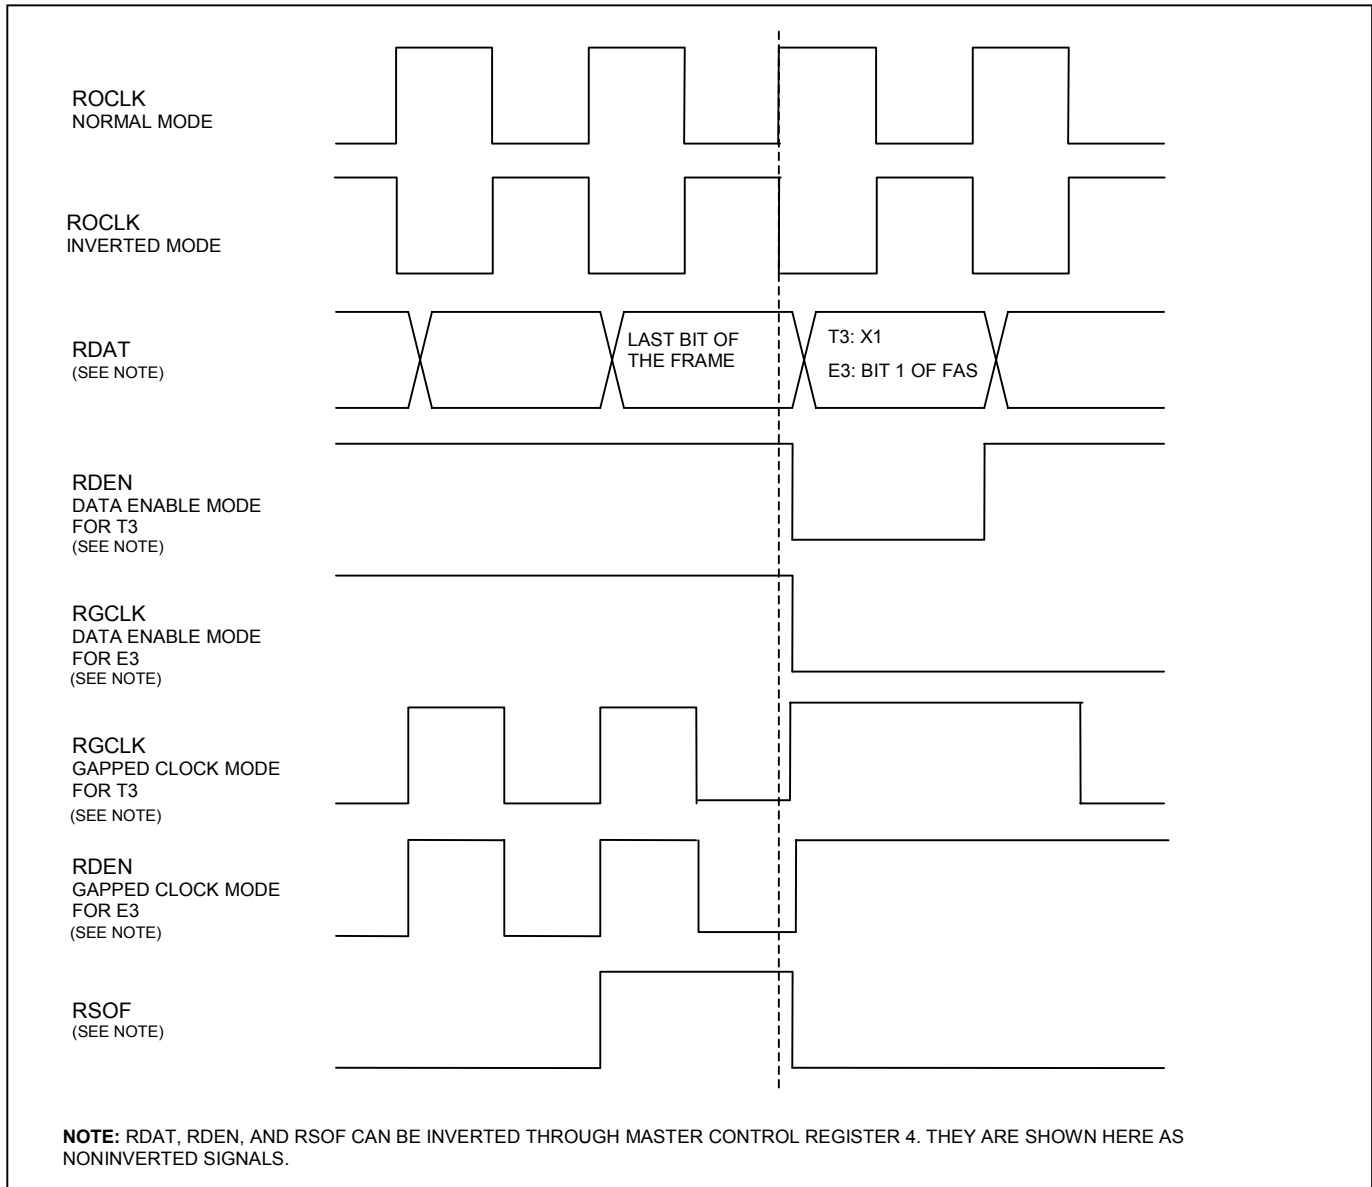 ROCLK
NORMAL MODE
ROCLK
INVERTED MODE
RDAT
(SEE NOTE)
LAST BIT OF
THE FRAME
T3: X1
E3: BIT 1 OF FAS
RDEN
DATA ENABLE MODE
FOR T3
(SEE NOTE)
RGCLK
DATA ENABLE MODE
FOR E3
(SEE NOTE)
RGCLK
GAPPED CLOCK MODE
FOR T3
(SEE NOTE)
RDEN
GAPPED CLOCK MODE
FOR E3
(SEE NOTE)
RSOF
(SEE NOTE)
NOTE: RDAT, RDEN, AND RSOF CAN BE INVERTED THROUGH MASTER CONTROL REGISTER 4. THEY ARE SHOWN HERE AS
NONINVERTED SIGNALS.